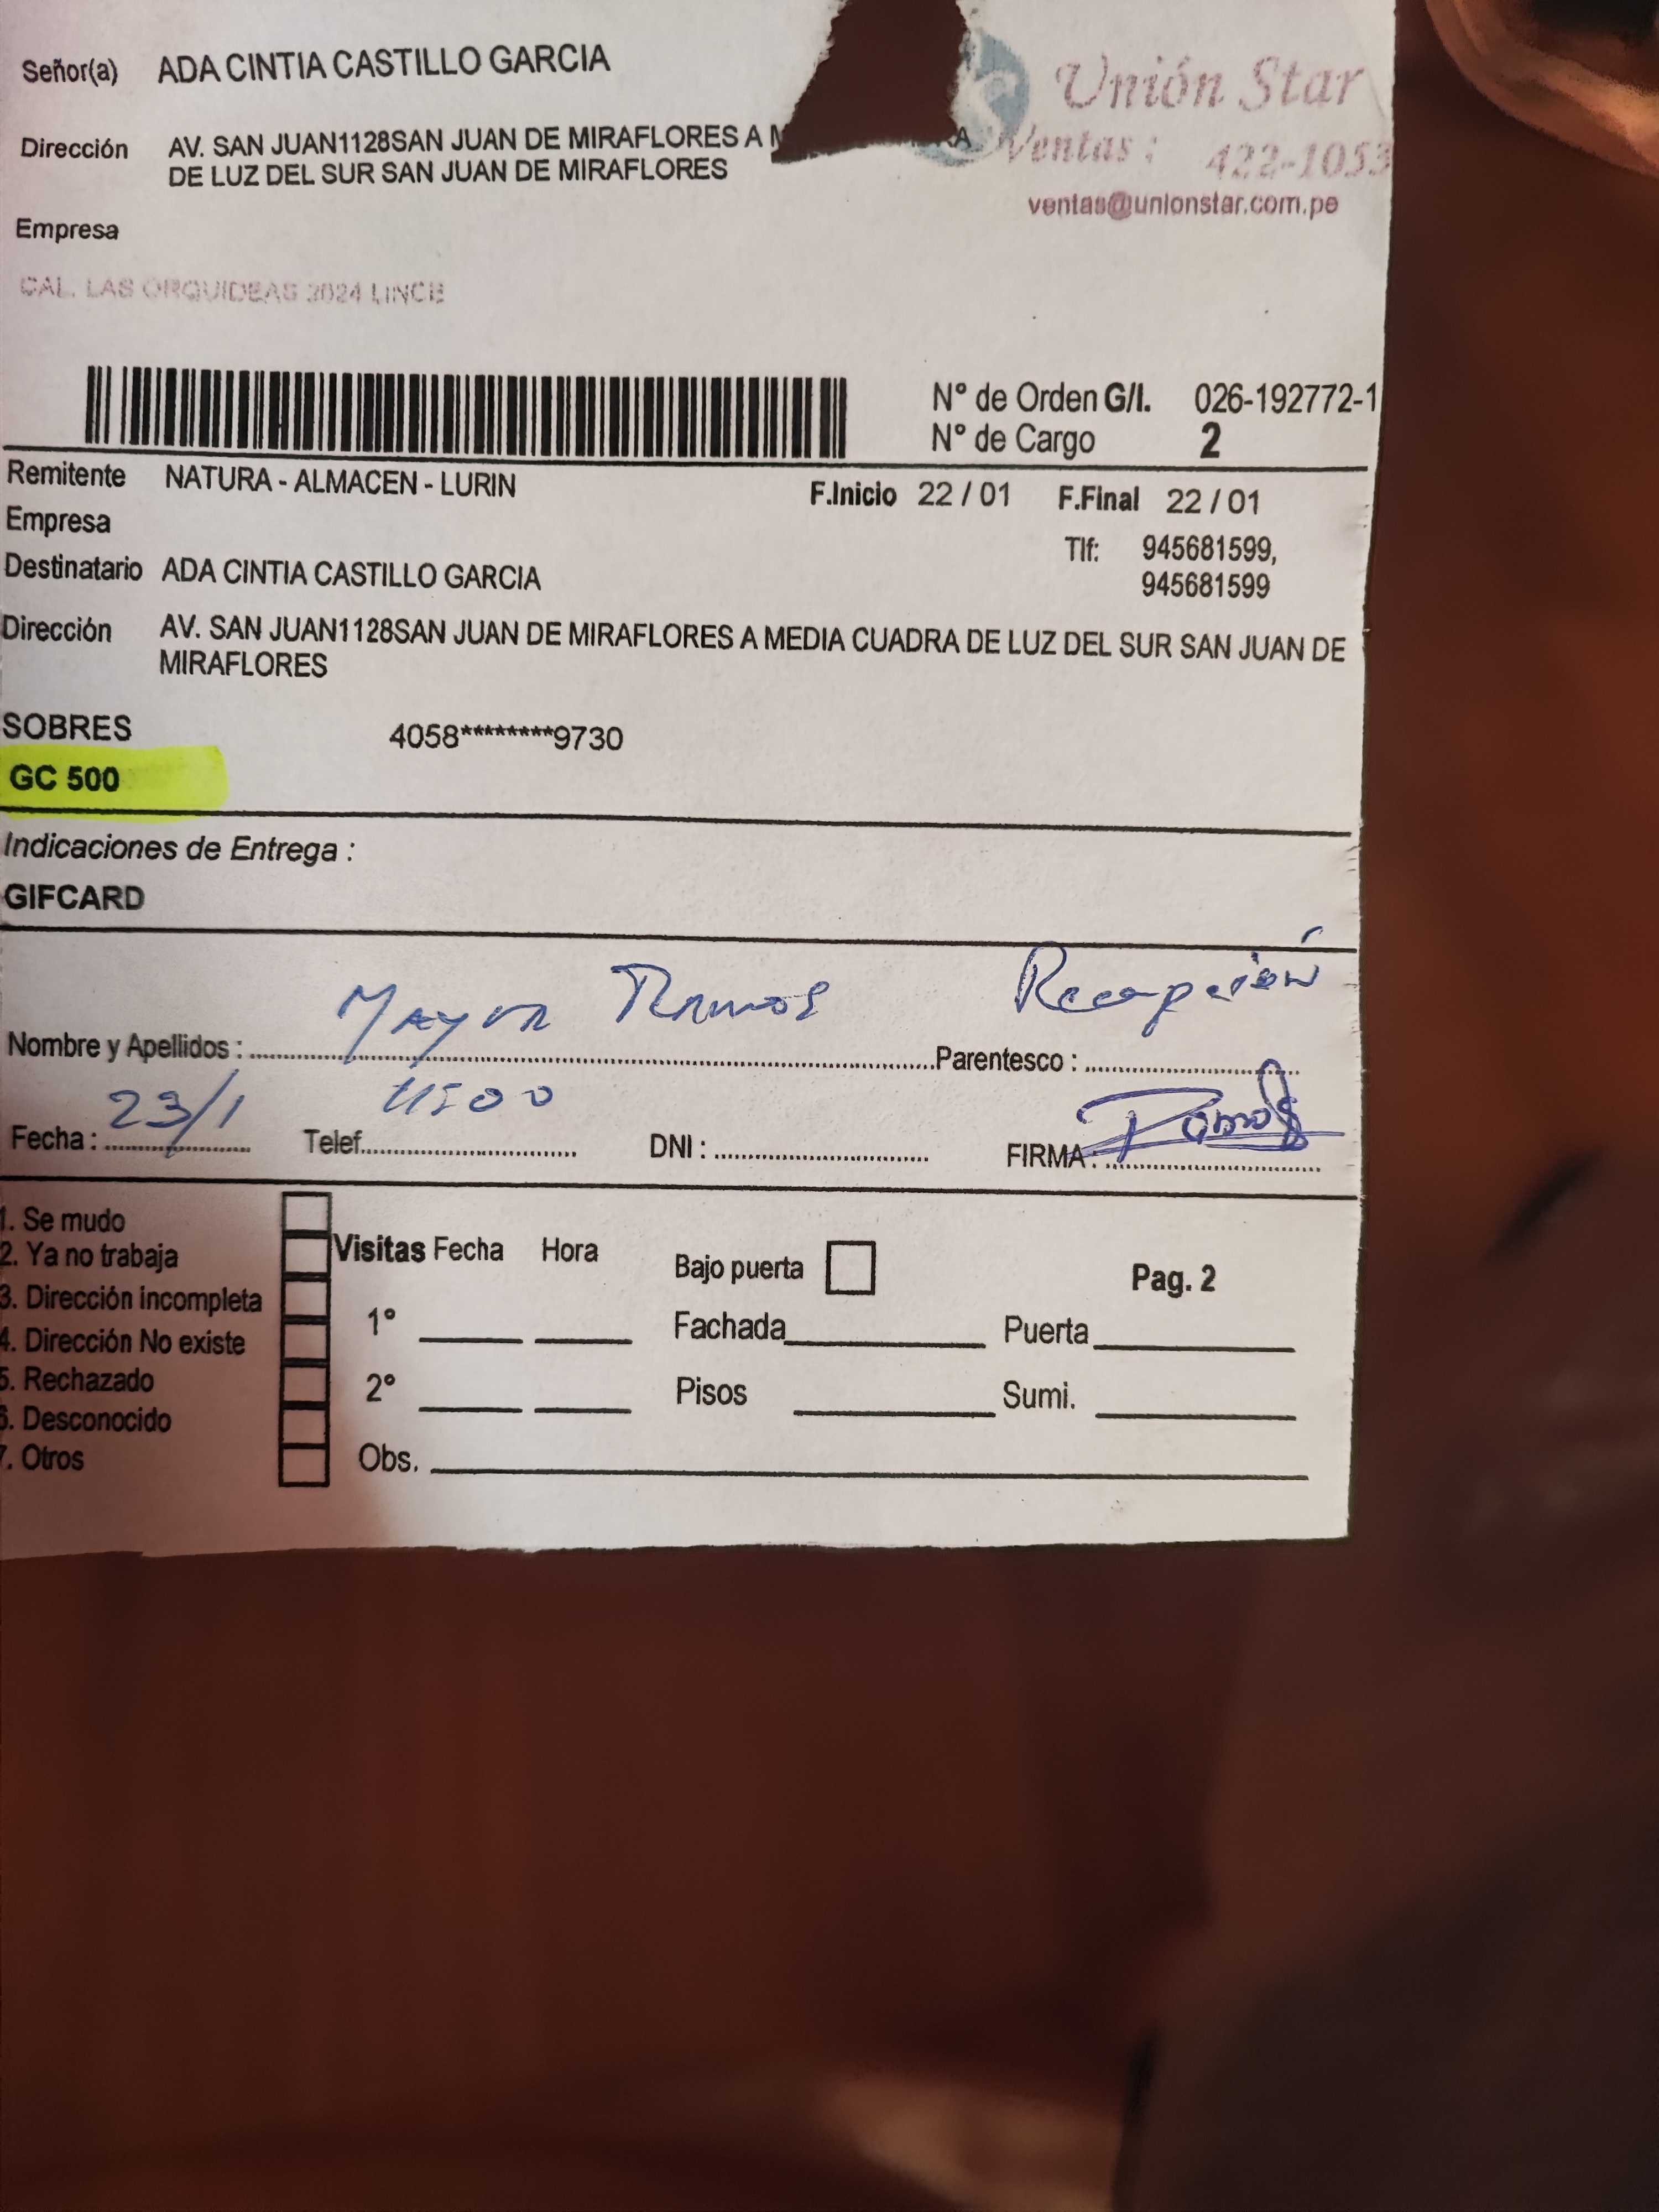 Señor(a) ADA CINTIA CASTILLO GARCIA
Unión Star
Dirección AV. SAN JUAN1128SAN JUAN DE MIRAFLORES A M
DE LUZ DEL SUR SAN JUAN DE MIRAFLORES
Ventas : 422-1053
ventas@unionstar.com.pe
Empresa
CAL. LAS ORQUIDEAS 2024 LINCE
N° de Orden G/I. 026-192772-1
N° de Cargo 2
Remitente NATURA - ALMACEN - LURIN
F.Inicio 22 / 01 F.Final 22 / 01
Empresa
Tlf: 945681599,
945681599
Destinatario ADA CINTIA CASTILLO GARCIA
Dirección AV. SAN JUAN1128SAN JUAN DE MIRAFLORES A MEDIA CUADRA DE LUZ DEL SUR SAN JUAN DE
MIRAFLORES
SOBRES 4058********9730
GC 500
Indicaciones de Entrega :
GIFCARD
Nombre y Apellidos : Mayra Ramos Parentesco : Recepción
Fecha : 23/1 Telef. DNI : FIRMA : Ramos
1. Se mudo
2. Ya no trabaja
3. Dirección incompleta
4. Dirección No existe
5. Rechazado
6. Desconocido
7. Otros
Visitas Fecha Hora
1°
2°
Obs.
Bajo puerta
Fachada
Pisos
Pag. 2
Puerta
Sumi.